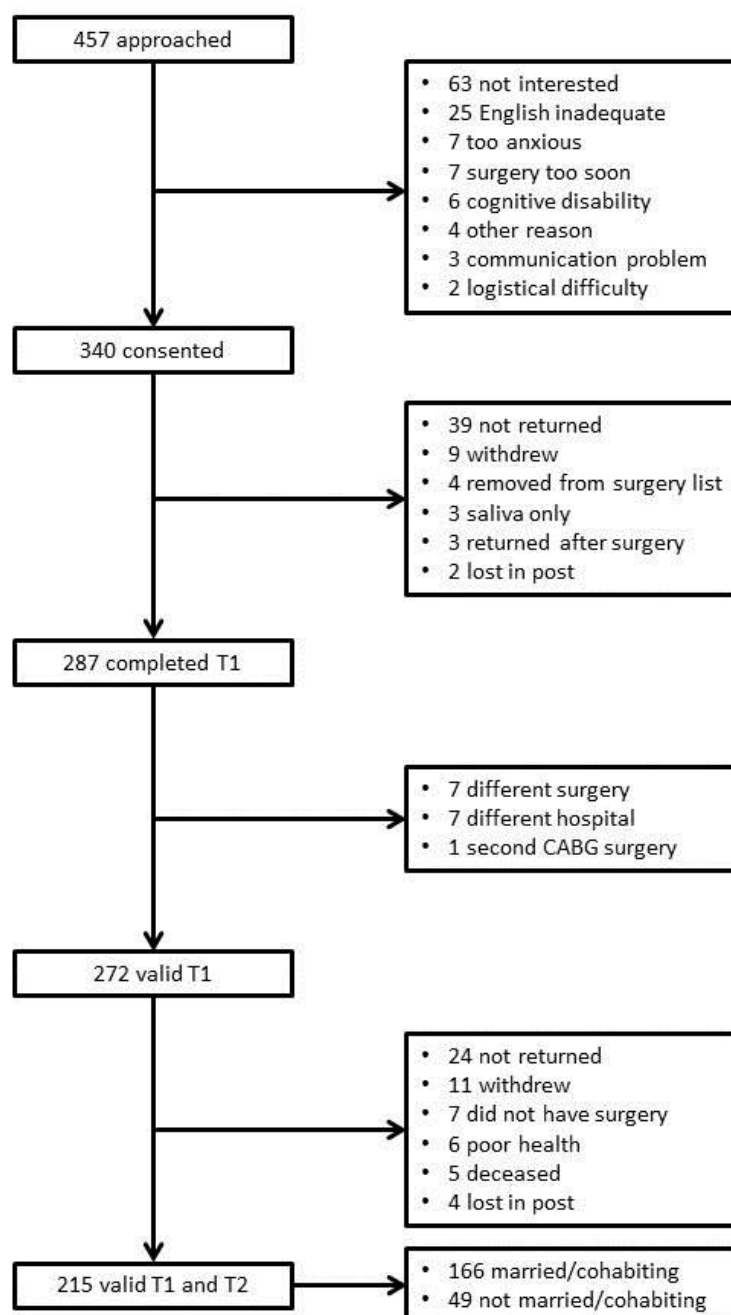 457 approached
• 63 not interested
• 25 English inadequate
• 7 too anxious
• 7 surgery too soon
• 6 cognitive disability
• 4 other reason
• 3 communication problem
• 2 logistical difficulty
340 consented
• 39 not returned
• 9 withdrew
• 4 removed from surgery list
• 3 saliva only
• 3 returned after surgery
• 2 lost in post
287 completed T1
• 7 different surgery
• 7 different hospital
• 1 second CABG surgery
272 valid T1
• 24 not returned
• 11 withdrew
• 7 did not have surgery
• 6 poor health
• 5 deceased
• 4 lost in post
215 valid T1 and T2
• 166 married/cohabiting
• 49 not married/cohabiting